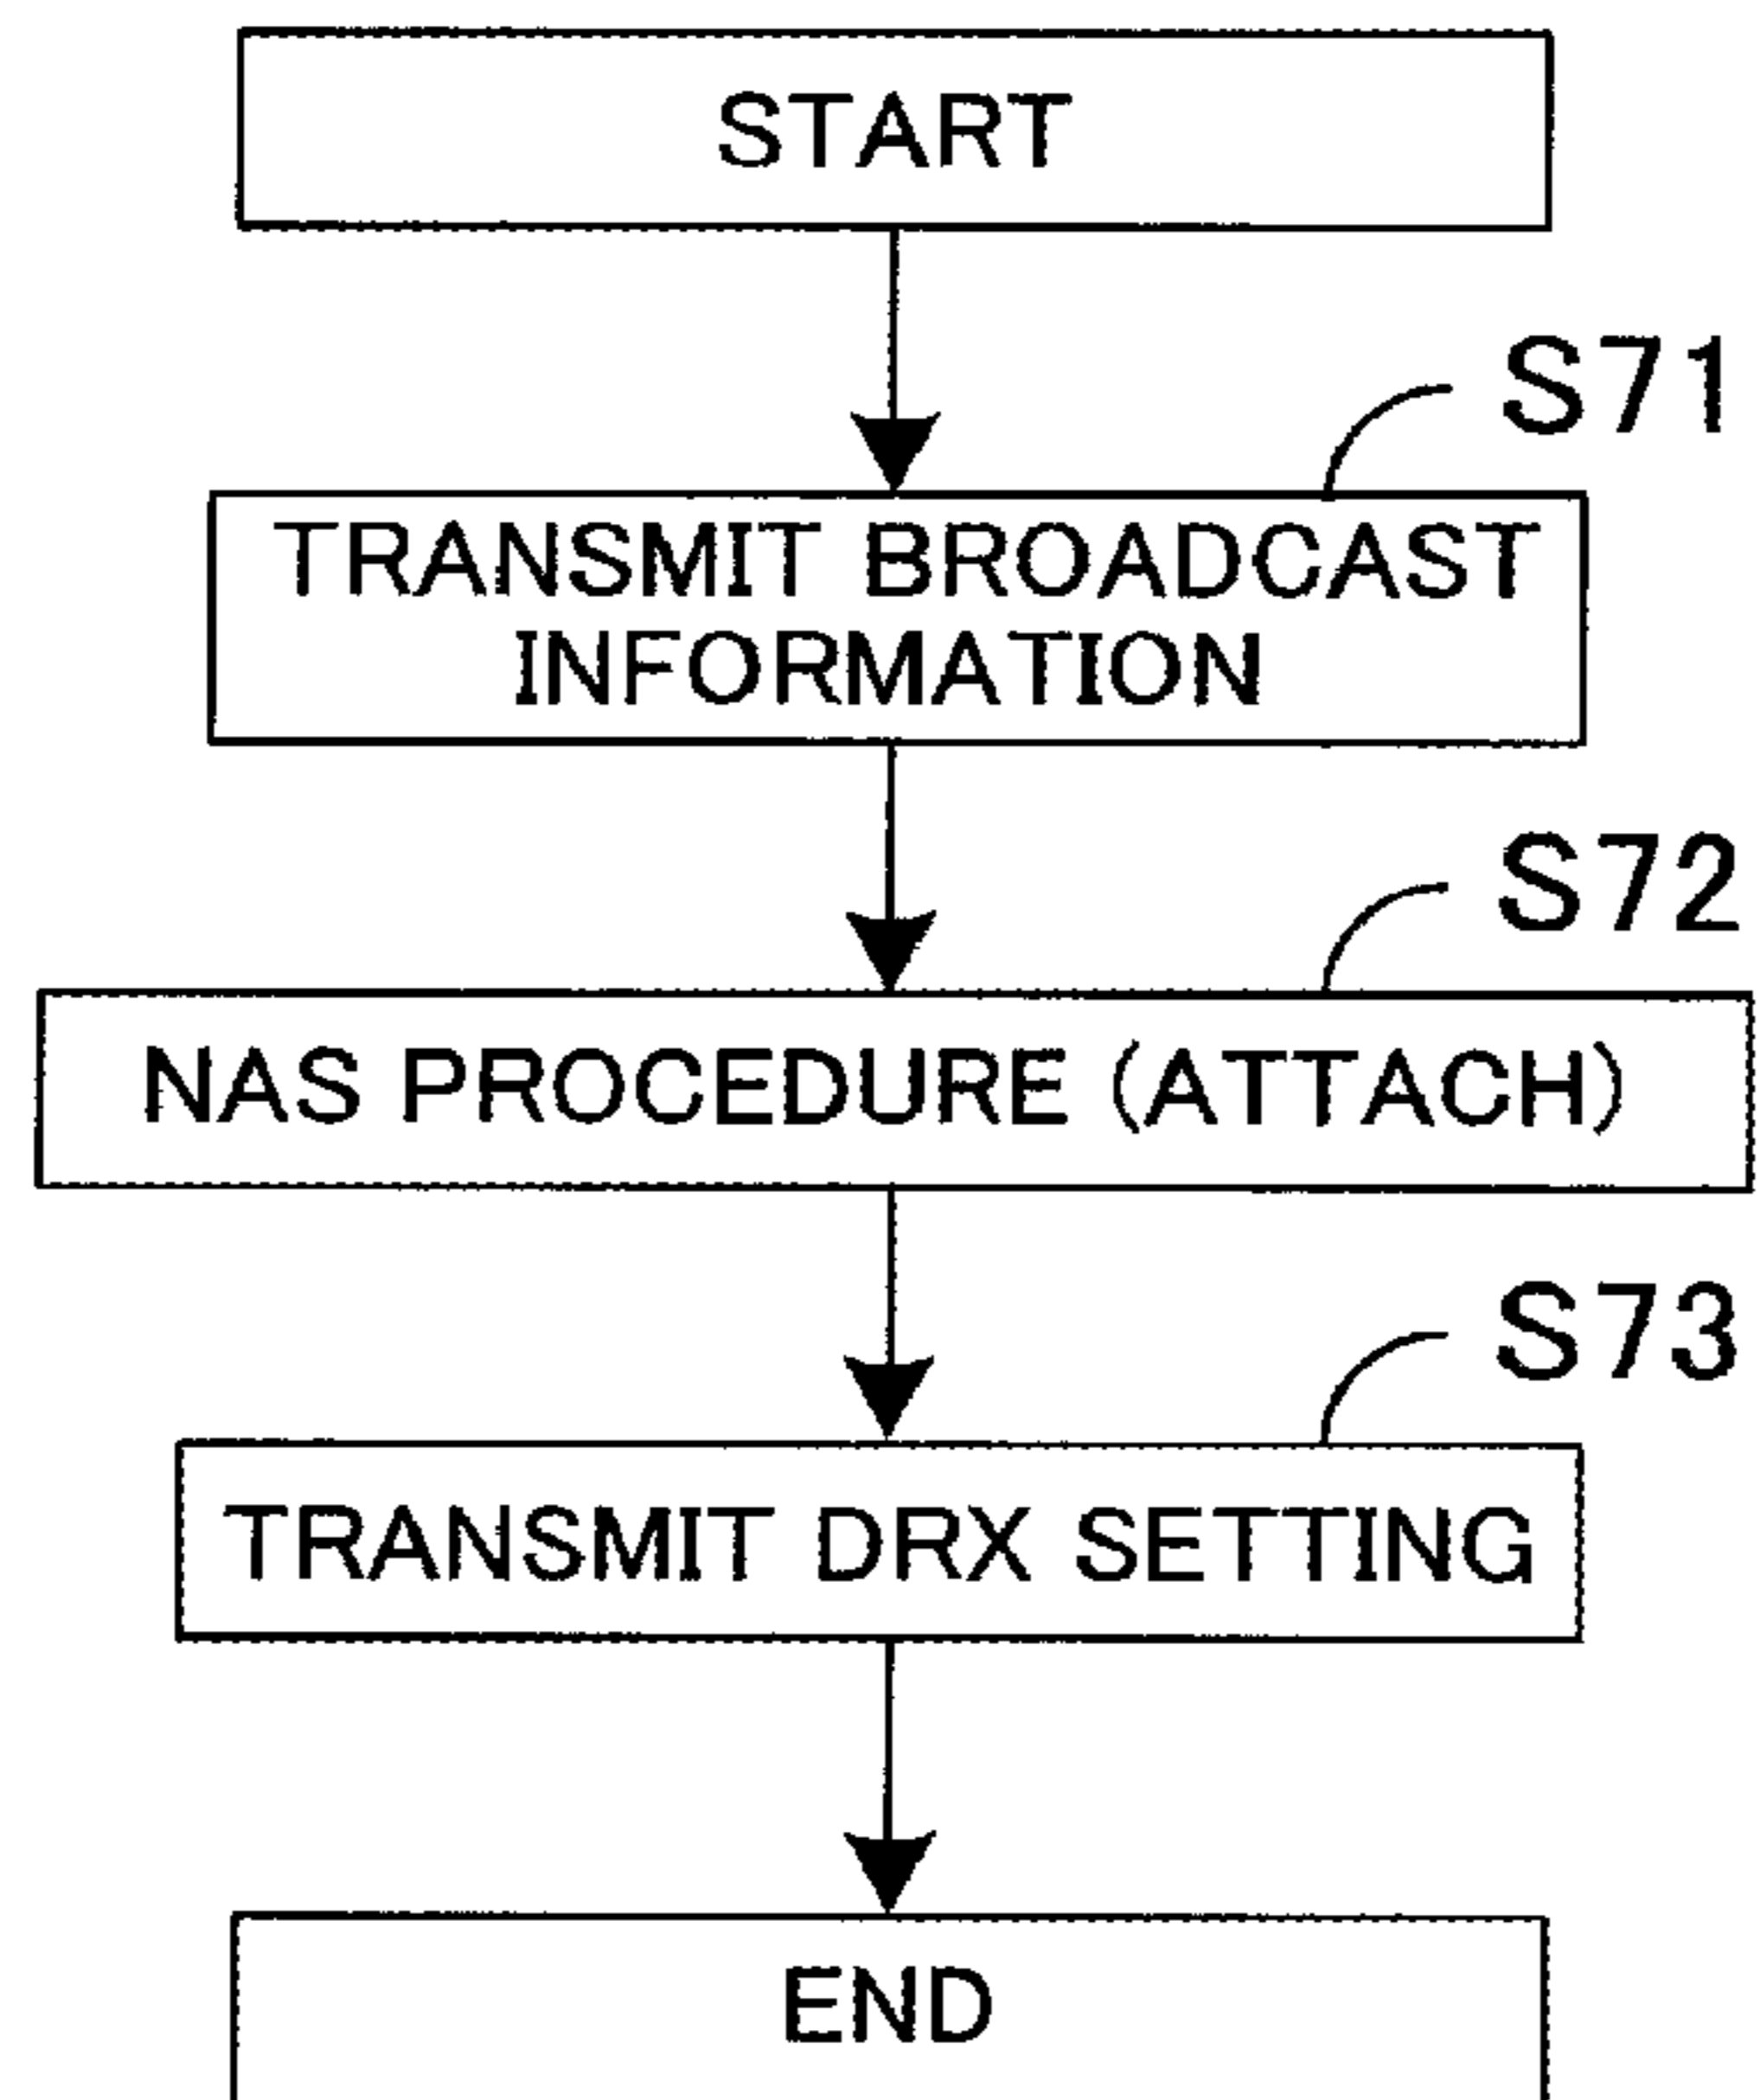 START
S71
TRANSMIT BROADCAST
INFORMATION
S72
NAS PROCEDURE (ATTACH)
S73
TRANSMIT DRX SETTING
END